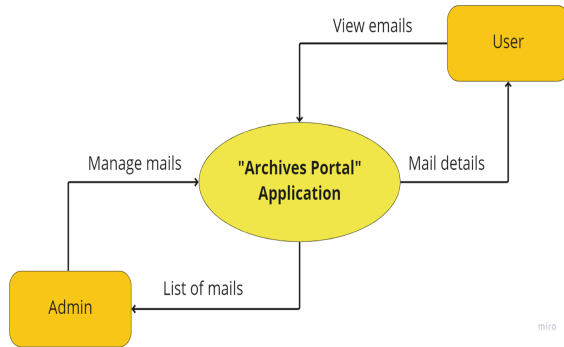 View emails
User
Manage mails
"Archives Portal"
Application
Mail details
List of mails
Admin
miro